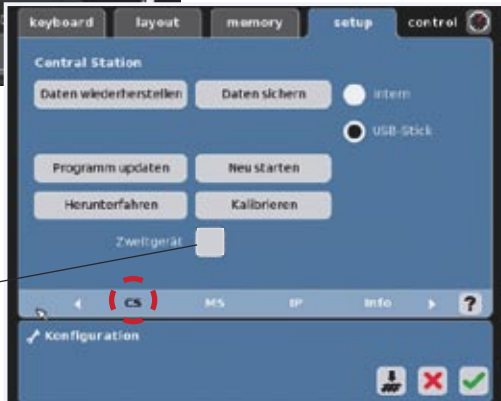 keyboard layout memory setup control
Central Station
Daten wiederherstellen Daten sichern intern
USB-Stick
Programm updaten Neu starten
Herunterfahren Kalibrieren
Zweitgerät
CS MS IP Info ?
Konfiguration